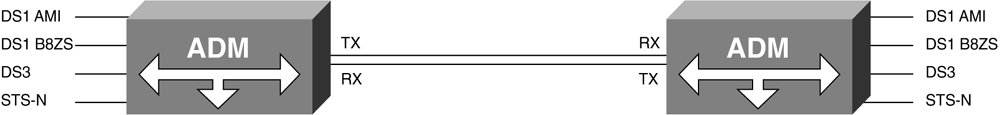 DS1 AMI
DS1 B8ZS
DS3
STS-N
ADM
TX
RX
RX
TX
ADM
DS1 AMI
DS1 B8ZS
DS3
STS-N